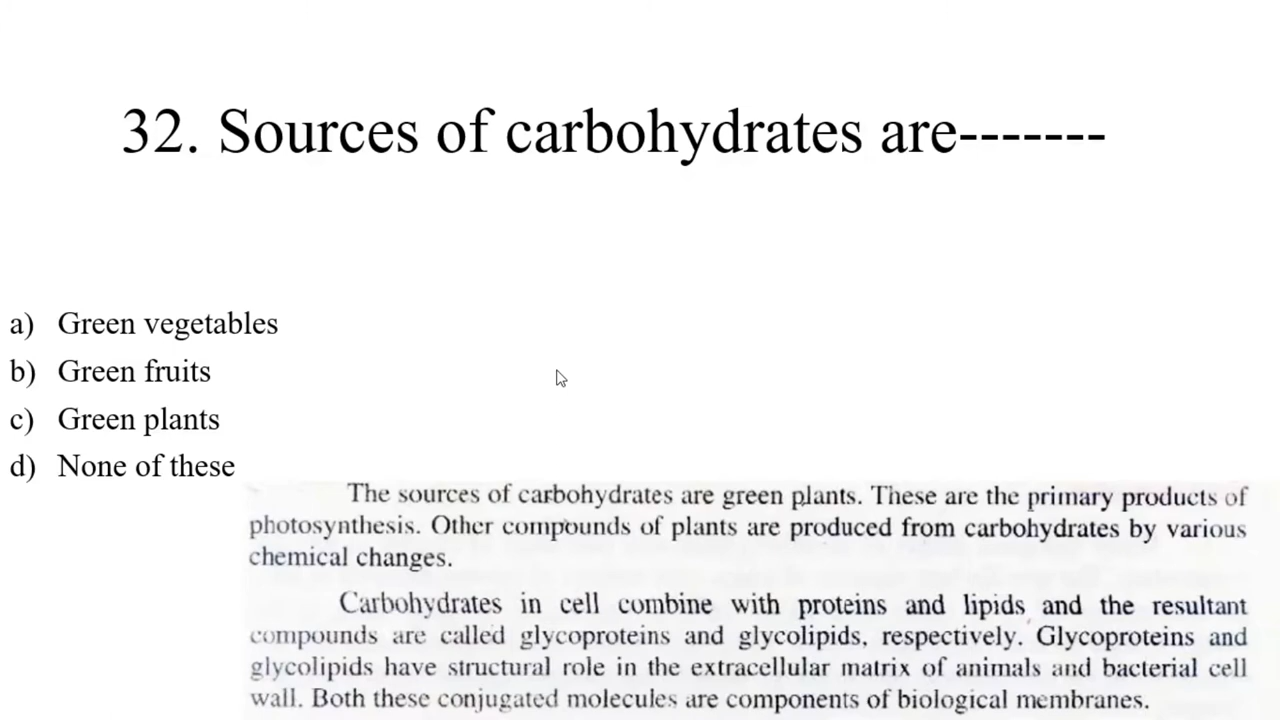 32. Sources of carbohydrates are-------
a) Green vegetables
b) Green fruits
c) Green plants
d) None of these
The sources of carbohydrates are green plants. These are the primary products of
photosynthesis. Other compounds of plants are produced from carbohydrates by various
chemical changes.
Carbohydrates in cell combine with proteins and lipids and the resultant
compounds are called glycoproteins and glycolipids, respectively. Glycoproteins and
glycolipids have structural role in the extracellular matrix of animals and bacterial cell
wall. Both these conjugated molecules are components of biological membranes.